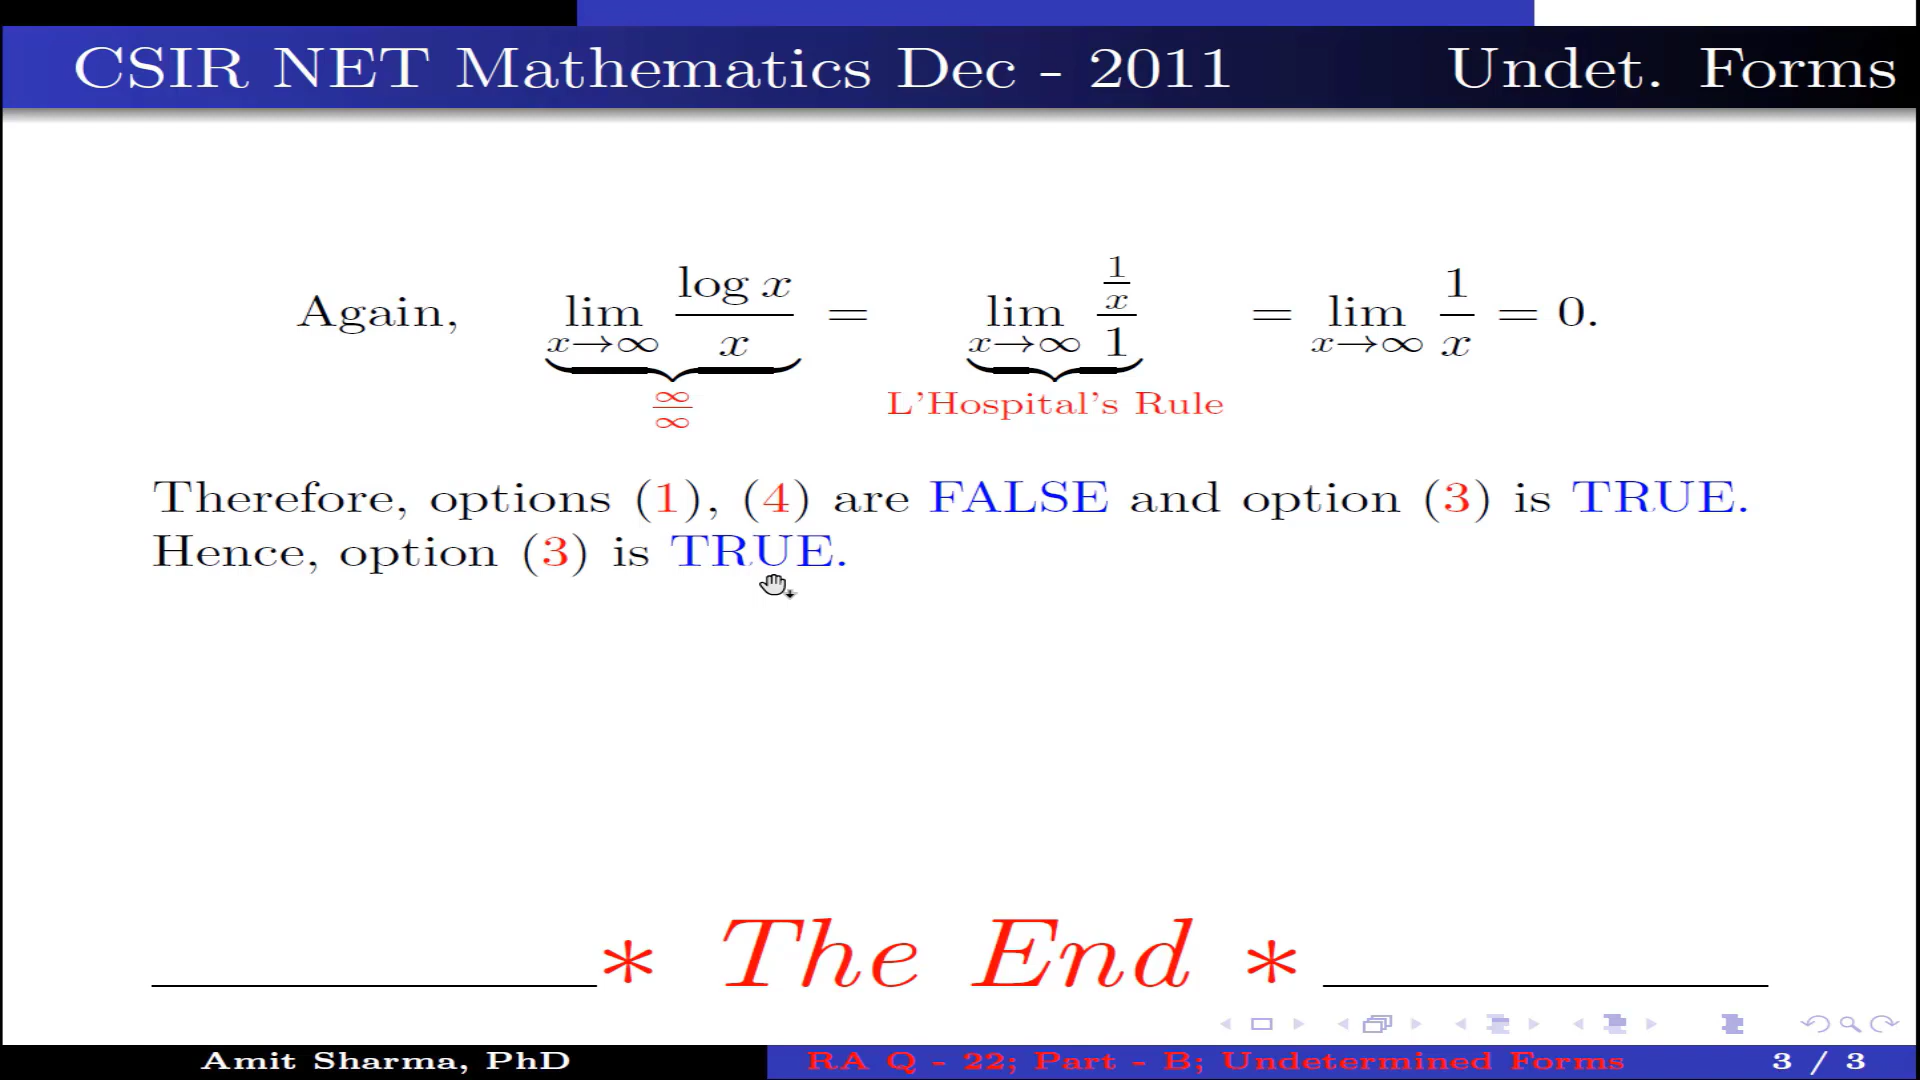 CSIR NET Mathematics Dec - 2011 Undet. Forms
Again, lim x→∞ log x / x = lim x→∞ 1/x / 1 = lim x→∞ 1/x = 0.
∞/∞ L'Hospital's Rule
Therefore, options (1), (4) are FALSE and option (3) is TRUE.
Hence, option (3) is TRUE.
* The End *
Amit Sharma, PhD RA Q - 22; Part - B; Undetermined Forms 3 / 3